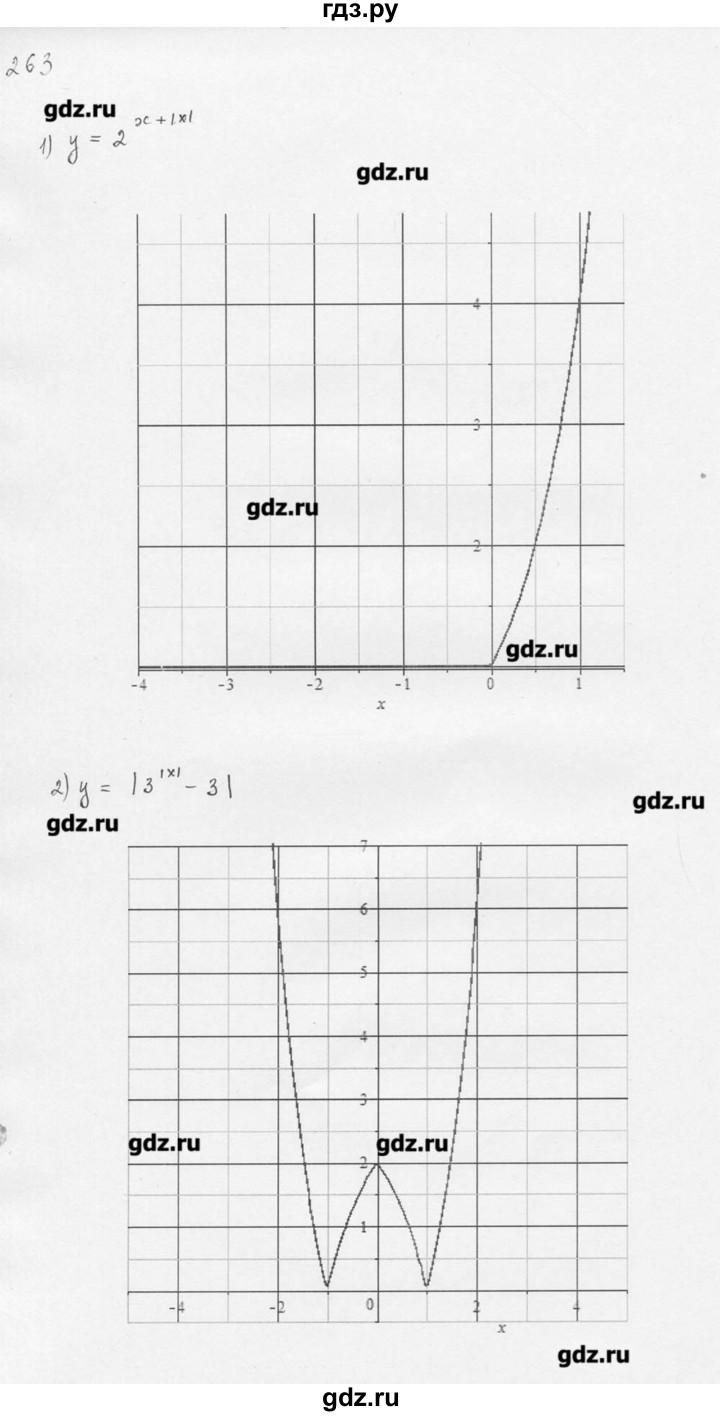 гдз.ру
263
gdz.ru
1) y = 2^{x + |x|}
gdz.ru
4
3
gdz.ru
2
gdz.ru
-4 -3 -2 -1 0 1
x
2) y = |3^{|x|} - 3|
gdz.ru
gdz.ru
7
6
5
4
3
gdz.ru gdz.ru
2
1
-4 -2 0 2 4
x
gdz.ru
gdz.ru